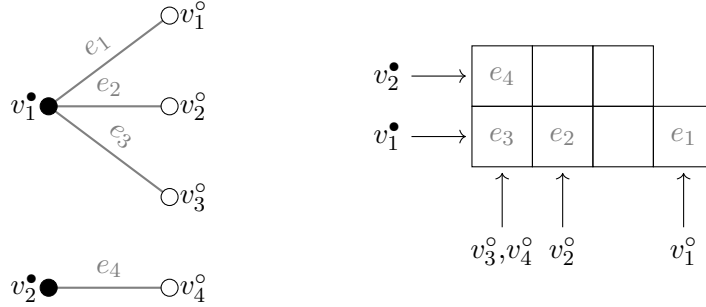 v₁° 
e₁
e₂
v₁• v₂°
e₃
v₃°
e₄
v₂• v₄°
v₂• e₄
v₁• e₃ e₂ e₁
v₃°,v₄° v₂° v₁°